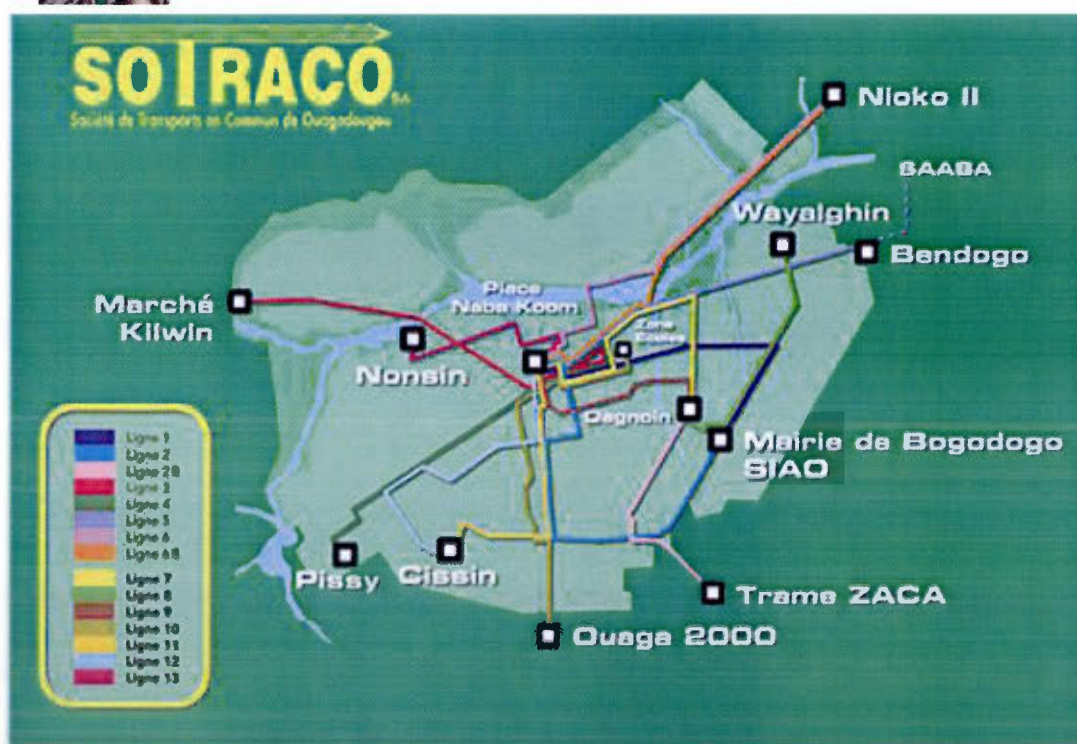 SOTRACO
S.A.
Société de Transports en Commun de Ouagadougou
Nioko II
BAABA
Wayalghin
Bendogo
Marché
Kilwin
Place
Naba Koom
Zone
Ecoles
Nonsin
Dagnoin
Mairie de Bogodogo
SIAO
Pissy
Cissin
Trame ZACA
Ouaga 2000
Ligne 1
Ligne 2
Ligne 2B
Ligne 3
Ligne 4
Ligne 5
Ligne 6
Ligne 6B
Ligne 7
Ligne 8
Ligne 9
Ligne 10
Ligne 11
Ligne 12
Ligne 13